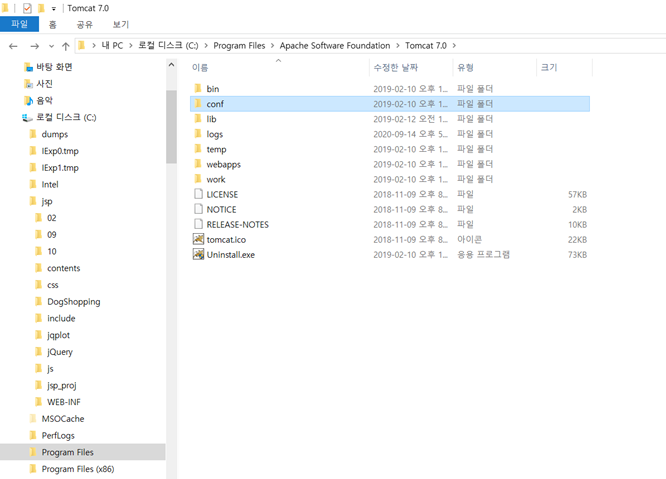 Tomcat 7.0
파일 홈 공유 보기
내 PC > 로컬 디스크 (C:) > Program Files > Apache Software Foundation > Tomcat 7.0 >
바탕 화면
사진
음악
로컬 디스크 (C:)
dumps
IExp0.tmp
IExp1.tmp
Intel
jsp
02
09
10
contents
css
DogShopping
include
jqplot
jQuery
js
jsp_proj
WEB-INF
MSOCache
PerfLogs
Program Files
Program Files (x86)
이름 수정한 날짜 유형 크기
bin 2019-02-10 오후 1... 파일 폴더
conf 2019-02-10 오후 1... 파일 폴더
lib 2019-02-12 오전 1... 파일 폴더
logs 2020-09-14 오후 5... 파일 폴더
temp 2019-02-10 오후 1... 파일 폴더
webapps 2019-02-10 오후 1... 파일 폴더
work 2019-02-10 오후 1... 파일 폴더
LICENSE 2018-11-09 오후 8... 파일 57KB
NOTICE 2018-11-09 오후 8... 파일 2KB
RELEASE-NOTES 2018-11-09 오후 8... 파일 10KB
tomcat.ico 2018-11-09 오후 8... 아이콘 22KB
Uninstall.exe 2019-02-10 오후 1... 응용 프로그램 73KB